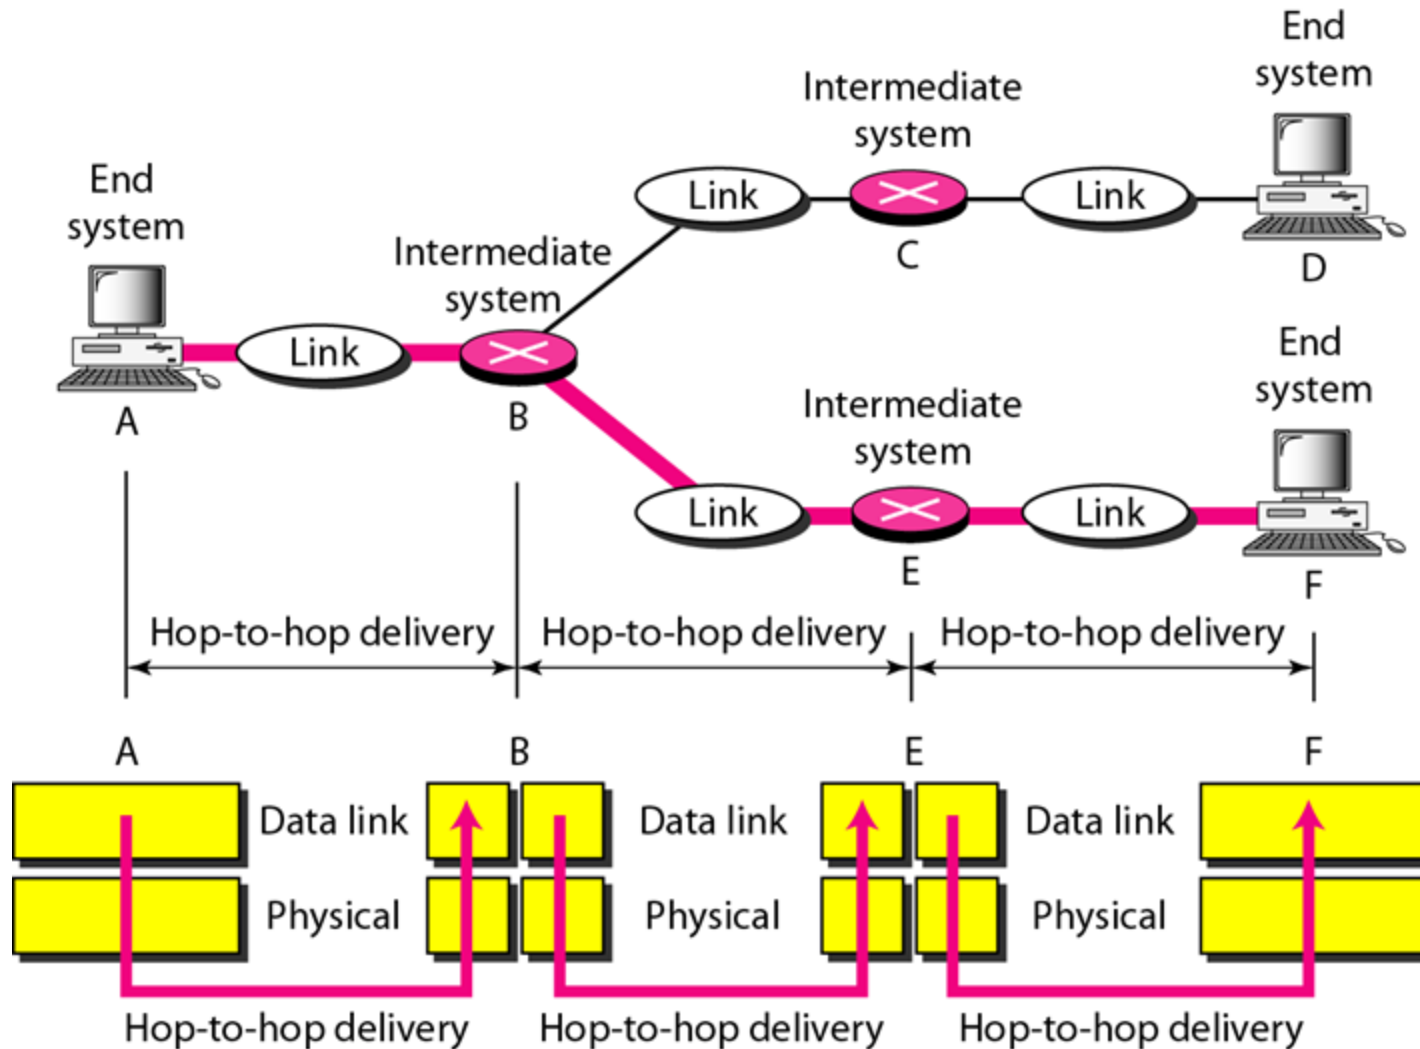 End
system
Intermediate
system
End
system
Link
Link
C
D
Intermediate
system
Link
A
B
End
system
Intermediate
system
Link
Link
E
F
Hop-to-hop delivery
Hop-to-hop delivery
Hop-to-hop delivery
A
B
E
F
Data link
Data link
Data link
Physical
Physical
Physical
Hop-to-hop delivery
Hop-to-hop delivery
Hop-to-hop delivery